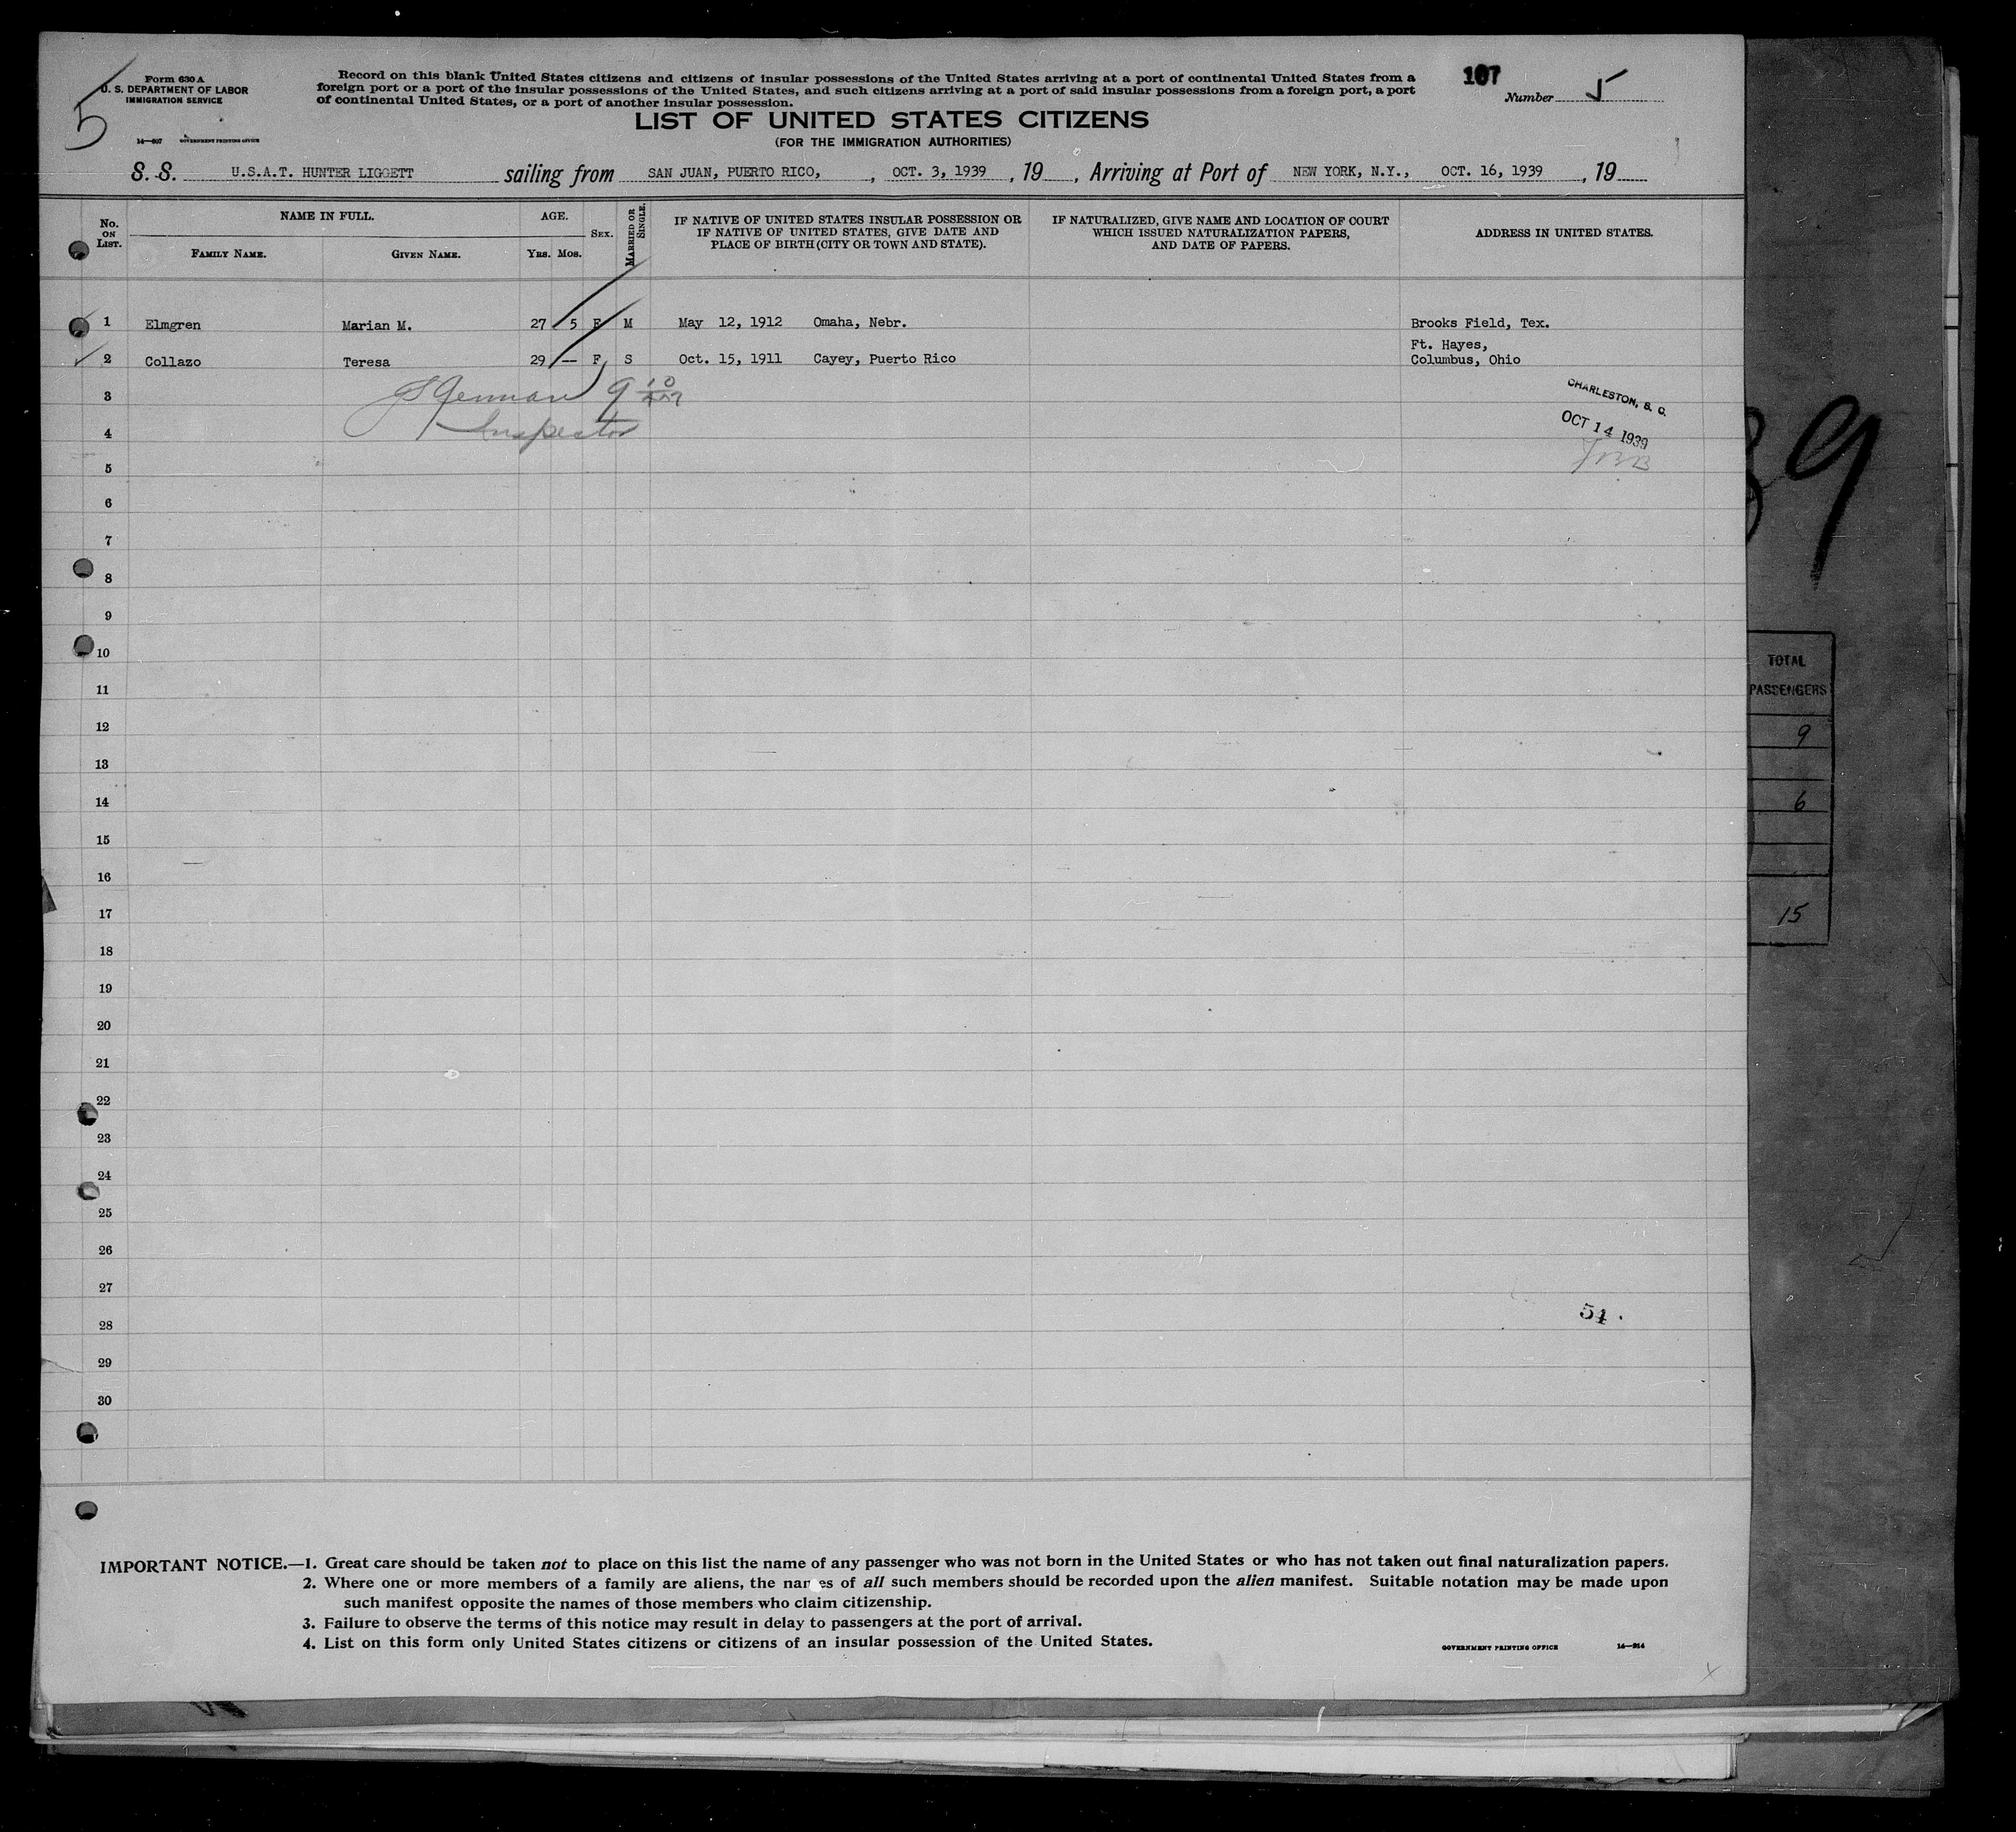 5
Form 630 A
U. S. DEPARTMENT OF LABOR
IMMIGRATION SERVICE
14—607 GOVERNMENT PRINTING OFFICE
Record on this blank United States citizens and citizens of insular possessions of the United States arriving at a port of continental United States from a
foreign port or a port of the insular possessions of the United States, and such citizens arriving at a port of said insular possessions from a foreign port, a port
of continental United States, or a port of another insular possession.
107
Number 5
LIST OF UNITED STATES CITIZENS
(FOR THE IMMIGRATION AUTHORITIES)
S. S. U.S.A.T. HUNTER LIGGETT sailing from SAN JUAN, PUERTO RICO, , OCT. 3, 1939 , 19 , Arriving at Port of NEW YORK, N.Y., OCT. 16, 1939 , 19
No. ON LIST.
NAME IN FULL.
FAMILY NAME. GIVEN NAME.
AGE.
YRS. MOS.
SEX.
MARRIED OR SINGLE.
IF NATIVE OF UNITED STATES INSULAR POSSESSION OR
IF NATIVE OF UNITED STATES, GIVE DATE AND
PLACE OF BIRTH (CITY OR TOWN AND STATE).
IF NATURALIZED, GIVE NAME AND LOCATION OF COURT
WHICH ISSUED NATURALIZATION PAPERS,
AND DATE OF PAPERS.
ADDRESS IN UNITED STATES.
1 Elmgren Marian M. 27 5 F M May 12, 1912 Omaha, Nebr. Brooks Field, Tex.
Ft. Hayes,
2 Collazo Teresa 29 — F S Oct. 15, 1911 Cayey, Puerto Rico Columbus, Ohio
3
Inspector
4
CHARLESTON, S. C.
OCT 14 1939
5
6
7
8
9
10
11
12
13
14
15
16
17
18
19
20
21
22
23
24
25
26
27
54.
28
29
30
IMPORTANT NOTICE.—1. Great care should be taken not to place on this list the name of any passenger who was not born in the United States or who has not taken out final naturalization papers.
2. Where one or more members of a family are aliens, the names of all such members should be recorded upon the alien manifest. Suitable notation may be made upon
such manifest opposite the names of those members who claim citizenship.
3. Failure to observe the terms of this notice may result in delay to passengers at the port of arrival.
4. List on this form only United States citizens or citizens of an insular possession of the United States.
GOVERNMENT PRINTING OFFICE 14—914
39
TOTAL
PASSENGERS
9
6
15